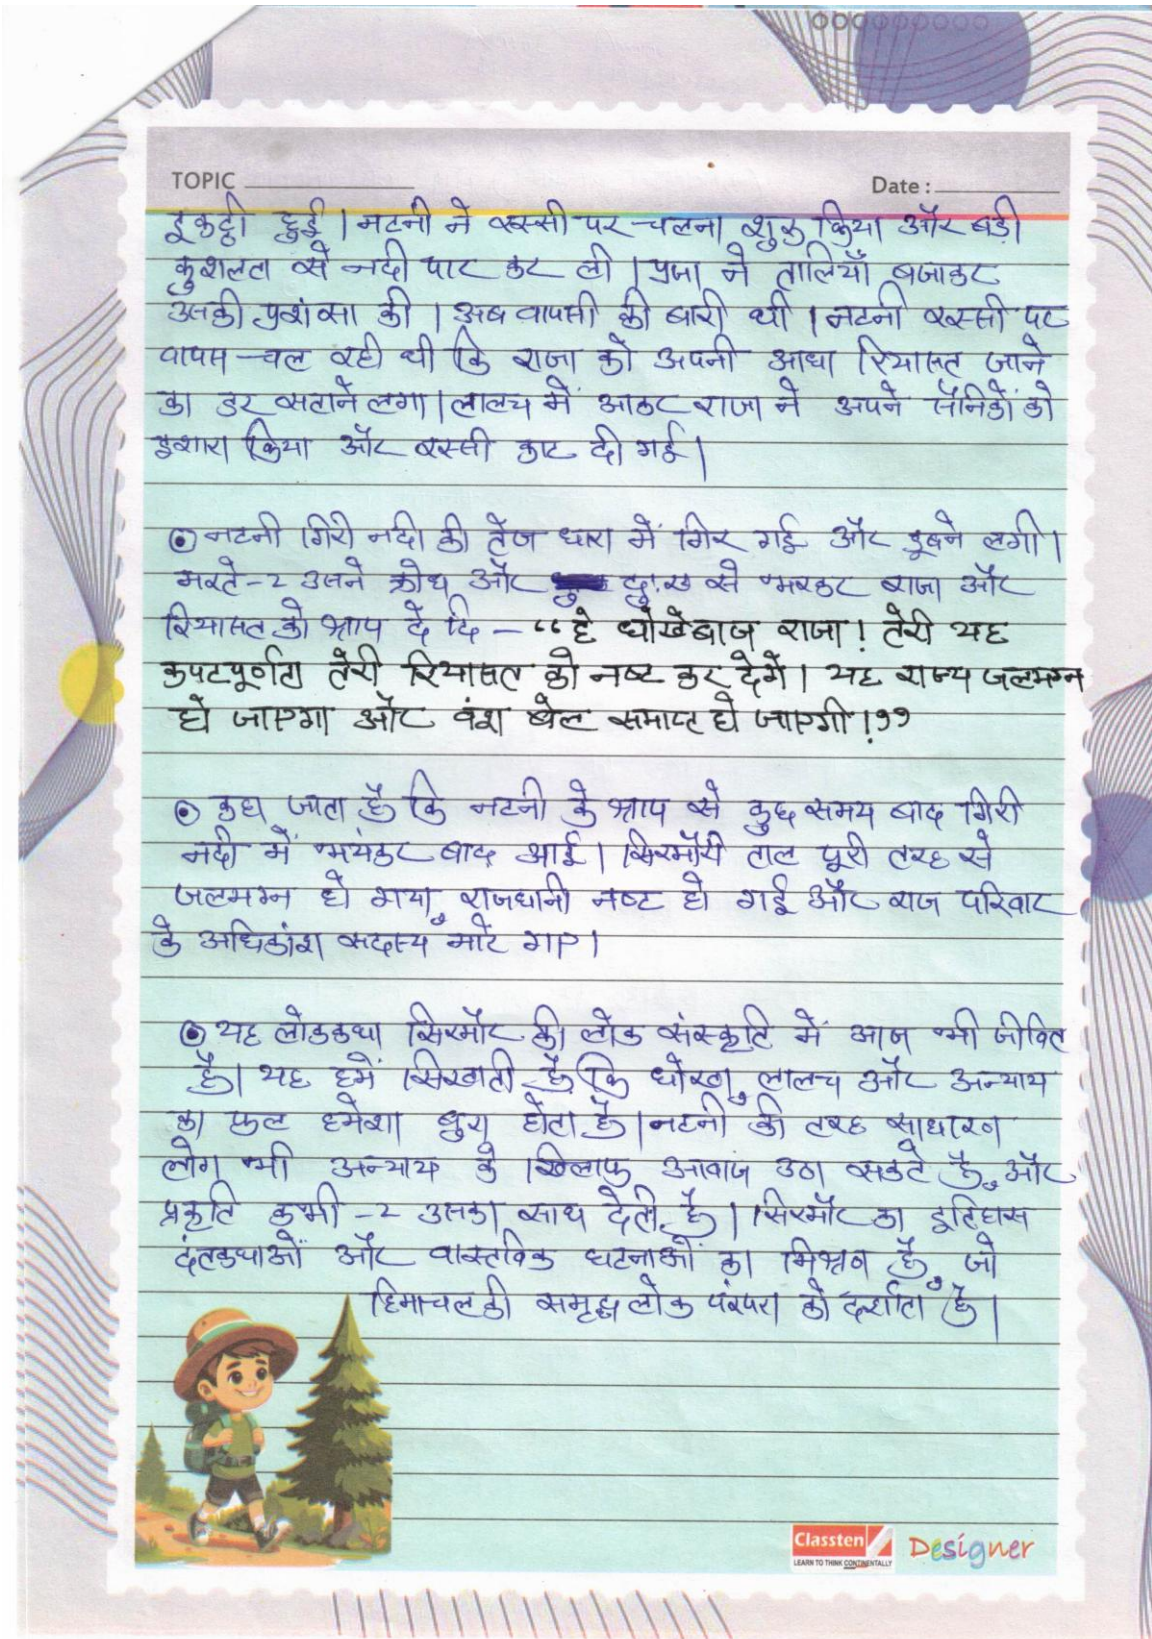 TOPIC
Date :
इकट्ठी हुई। नटनी ने रस्सी पर चलना शुरू किया और बड़ी
कुशलता से नदी पार कर ली। प्रजा ने तालियाँ बजाकर
उसकी प्रशंसा की। अब वापसी की बारी थी। नटनी रस्सी पर
वापस चल रही थी कि राजा को अपनी आधा रियासत जाने
का डर सताने लगा। लालच में आकर राजा ने अपने सैनिकों को
इशारा किया और रस्सी काट दी गई।
नटनी गिरी नदी की तेज धारा में गिर गई और डूबने लगी।
मरते-2 उसने क्रोध और दुःख से भरकर राजा और
रियासत को श्राप दे दि – “हे धोखेबाज राजा! तेरी यह
कपटपूर्णता तेरी रियासत को नष्ट कर देगें। यह राज्य जलमग्न
हो जाएगा और वंश बेल समाप्त हो जाएगी!”
कहा जाता है कि नटनी के श्राप से कुछ समय बाद गिरी
नदी में भयंकर बाढ़ आई। सिरमौरी ताल पूरी तरह से
जलमग्न हो गया, राजधानी नष्ट हो गई और राज परिवार
के अधिकांश सदस्य मारे गए।
यह लोककथा सिरमौर की लोक संस्कृति में आज भी जीवित
है। यह हमें सिखाती है कि धोखा, लालच और अन्याय
का फल हमेशा बुरा होता है। नटनी की तरह साधारण
लोग भी अन्याय के खिलाफ आवाज उठा सकते है, और
प्रकृति कभी-2 उसका साथ देती है। सिरमौर का इतिहास
दंतकथाओं और वास्तविक घटनाओं का मिश्रण है, जो
हिमाचल की समृद्ध लोक पंरपरा को दर्शाता है।
Classten
LEARN TO THINK CONTINENTALLY
Designer